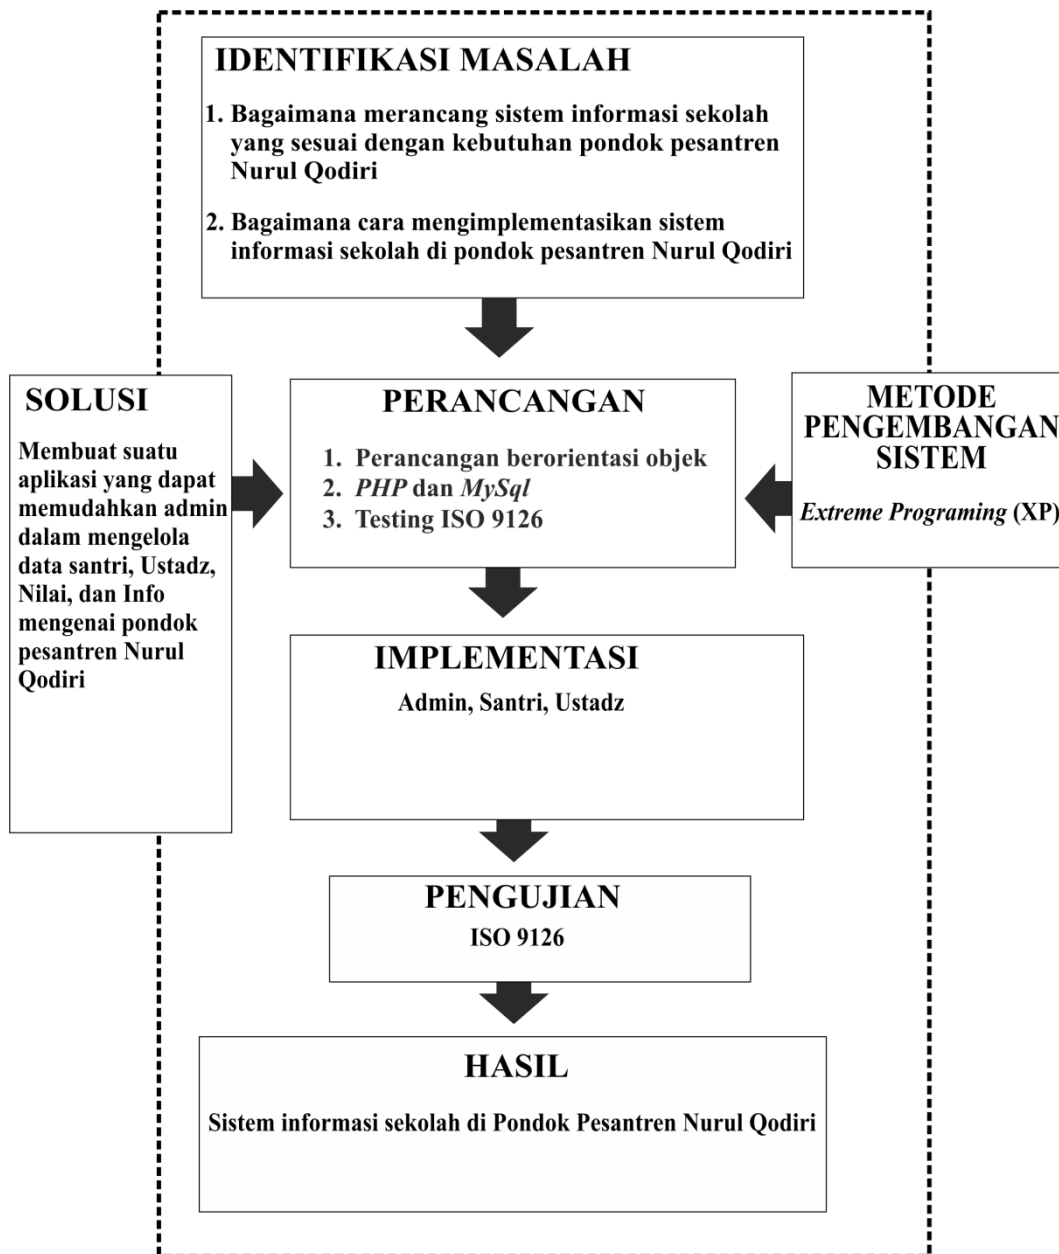 IDENTIFIKASI MASALAH
1. Bagaimana merancang sistem informasi sekolah
yang sesuai dengan kebutuhan pondok pesantren
Nurul Qodiri
2. Bagaimana cara mengimplementasikan sistem
informasi sekolah di pondok pesantren Nurul Qodiri
SOLUSI
Membuat suatu
aplikasi yang dapat
memudahkan admin
dalam mengelola
data santri, Ustadz,
Nilai, dan Info
mengenai pondok
pesantren Nurul
Qodiri
PERANCANGAN
1. Perancangan berorientasi objek
2. PHP dan MySql
3. Testing ISO 9126
METODE
PENGEMBANGAN
SISTEM
Extreme Programing (XP)
IMPLEMENTASI
Admin, Santri, Ustadz
PENGUJIAN
ISO 9126
HASIL
Sistem informasi sekolah di Pondok Pesantren Nurul Qodiri